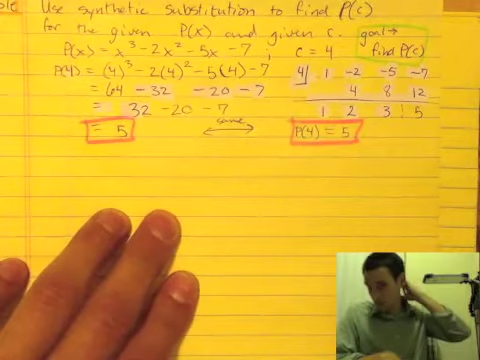 Use synthetic substitution to find P(c)
for the given P(x) and given c.
goal→
find P(c)
P(x) = x³ - 2x² - 5x - 7 ; c = 4
P(4) = (4)³ - 2(4)² - 5(4) - 7
= 64 - 32 - 20 - 7
= 32 - 20 - 7
= 5
same
4| 1 -2 -5 -7
4 8 12
1 2 3 5
P(4) = 5